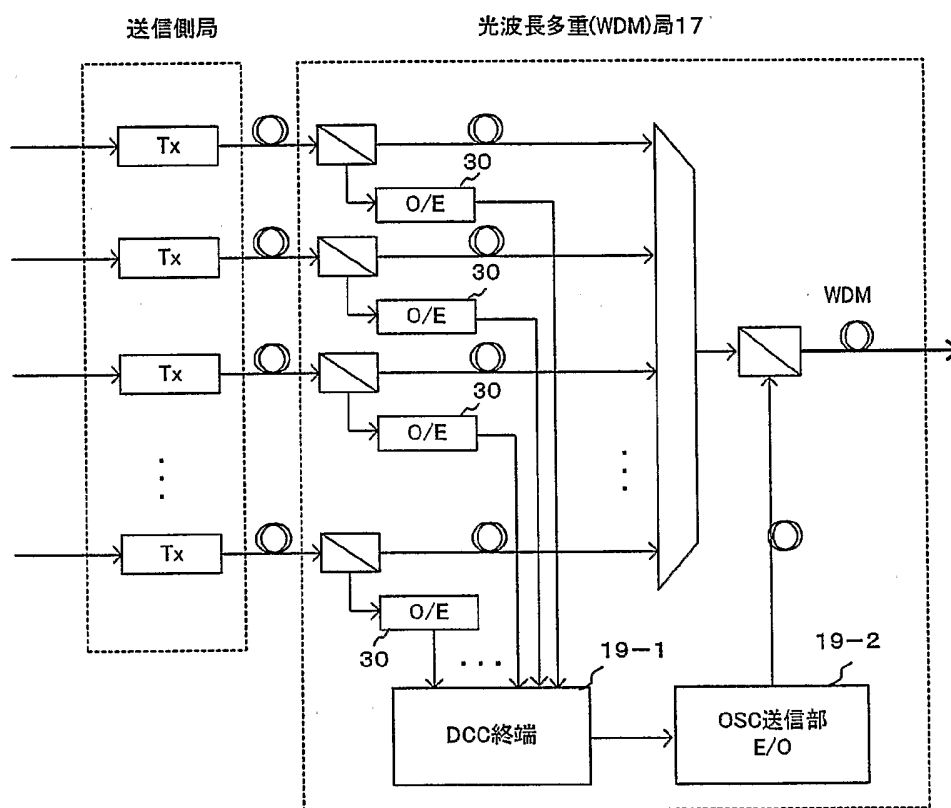 送信側局
光波長多重(WDM)局17
Tx
30
O/E
Tx
30
O/E
WDM
Tx
30
O/E
Tx
O/E
30
19-1
19-2
DCC終端
OSC送信部
E/O